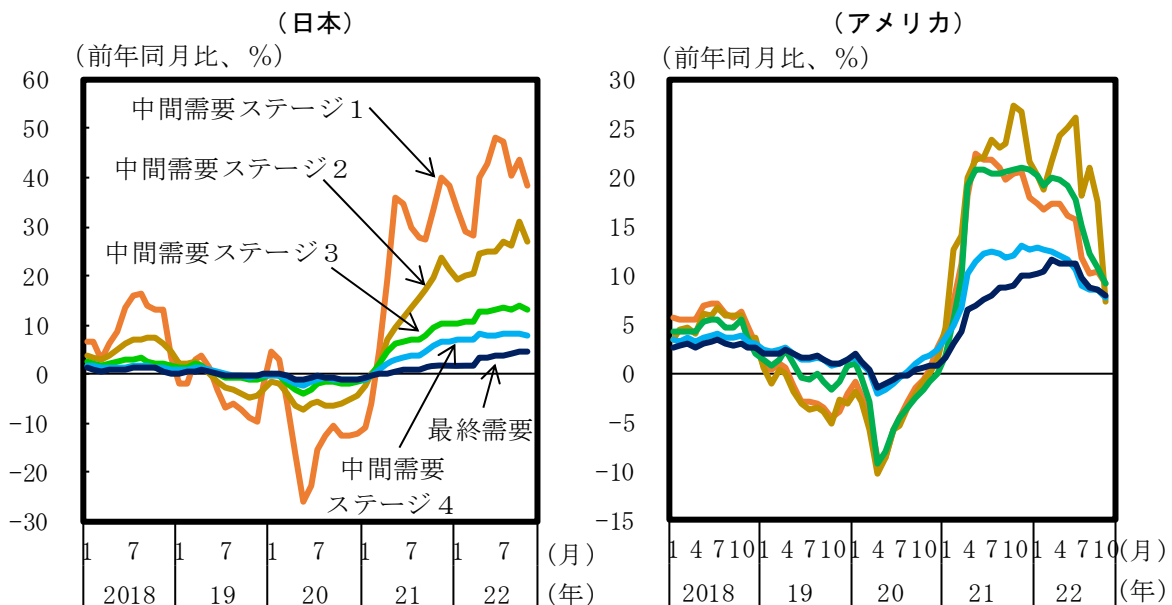 （日本）
（前年同月比、％）
60
50
40
30
20
10
0
−10
−20
−30
中間需要ステージ１
中間需要ステージ２
中間需要ステージ３
最終需要
中間需要
ステージ４
1 7 1 7 1 7 1 7 1 7 (月)
2018 19 20 21 22 (年)
（アメリカ）
（前年同月比、％）
30
25
20
15
10
5
0
−5
−10
−15
1 4 7 10 1 4 7 10 1 4 7 10 1 4 7 10 1 4 7 10 (月)
2018 19 20 21 22 (年)